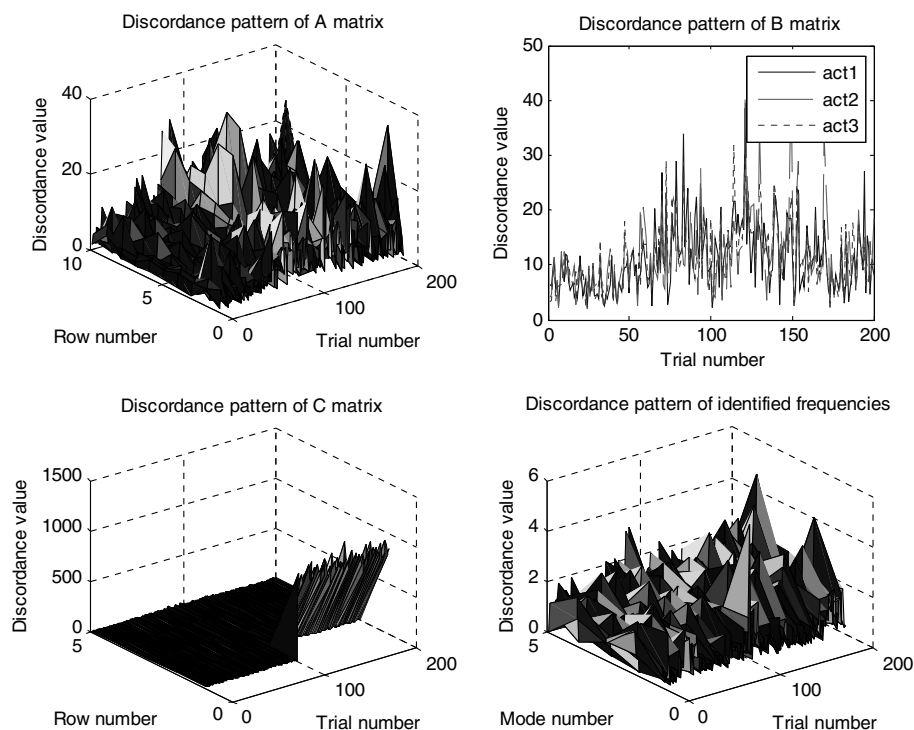 Discordance pattern of A matrix
Discordance value
40
20
0
10
5
0
Row number
0
100
200
Trial number
Discordance pattern of B matrix
Discordance value
50
40
30
20
10
0
0
50
100
150
200
Trial number
act1
act2
act3
Discordance pattern of C matrix
Discordance value
1500
1000
500
0
5
0
Row number
0
100
200
Trial number
Discordance pattern of identified frequencies
Discordance value
6
4
2
0
5
0
Mode number
0
100
200
Trial number